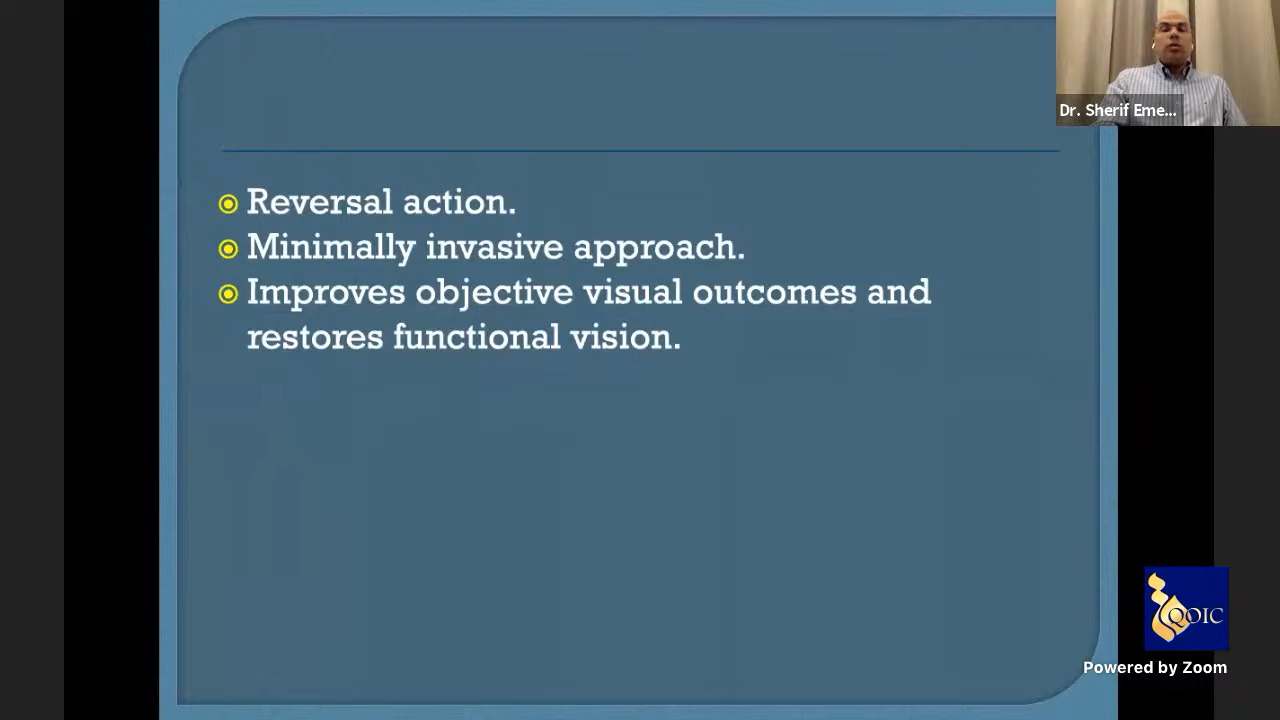 Dr. Sherif Eme...
Reversal action.
Minimally invasive approach.
Improves objective visual outcomes and
restores functional vision.
QOIC
Powered by Zoom